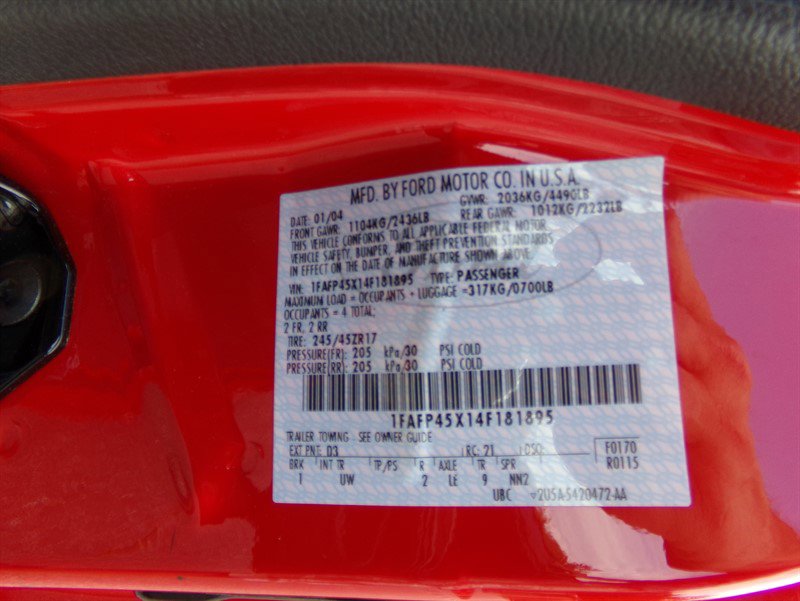 MFD. BY FORD MOTOR CO. IN U.S.A.
DATE: 01/04 GVWR: 2036KG/4490LB
FRONT GAWR: 1104KG/2436LB REAR GAWR: 1012KG/2232LB
THIS VEHICLE CONFORMS TO ALL APPLICABLE FEDERAL MOTOR
VEHICLE SAFETY, BUMPER, AND THEFT PREVENTION STANDARDS
IN EFFECT ON THE DATE OF MANUFACTURE SHOWN ABOVE.
VIN: 1FAFP45X14F181895 TYPE: PASSENGER
MAXIMUM LOAD = OCCUPANTS + LUGGAGE =317KG/0700LB
OCCUPANTS = 4 TOTAL;
2 FR, 2 RR
TIRE: 245/45ZR17
PRESSURE(FR): 205 kPa/30 PSI COLD
PRESSURE(RR): 205 kPa/30 PSI COLD
1FAFP45X14F181895
TRAILER TOWING - SEE OWNER GUIDE
EXT PNT: D3 RC: 21 DSO: F0170
BRK INT TR TP/PS R AXLE TR SPR R0115
1 UW 2 LE 9 NN2
UBC 2U5A-5420472-AA